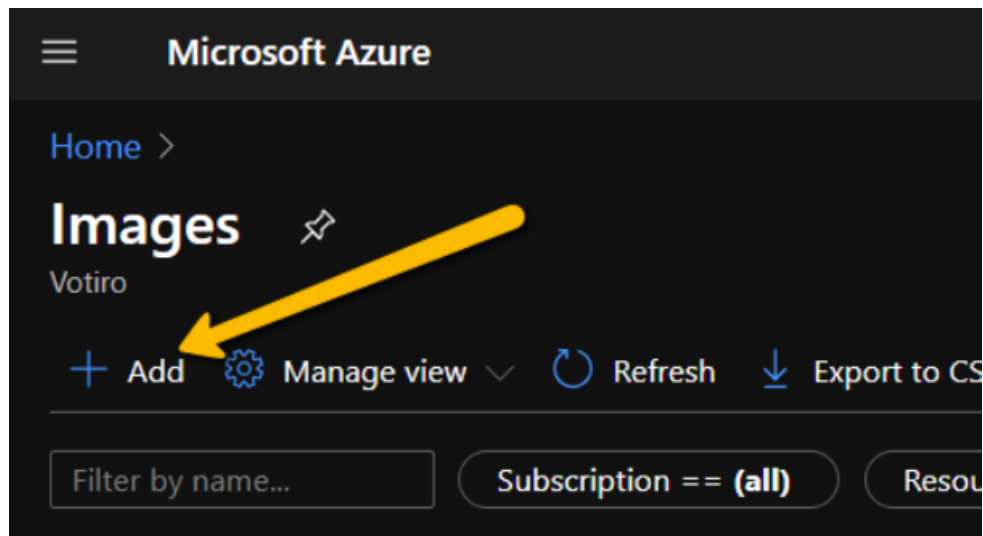 Microsoft Azure
Home >
Images
Votiro
+ Add Manage view Refresh Export to CS
Filter by name... Subscription == (all) Resou